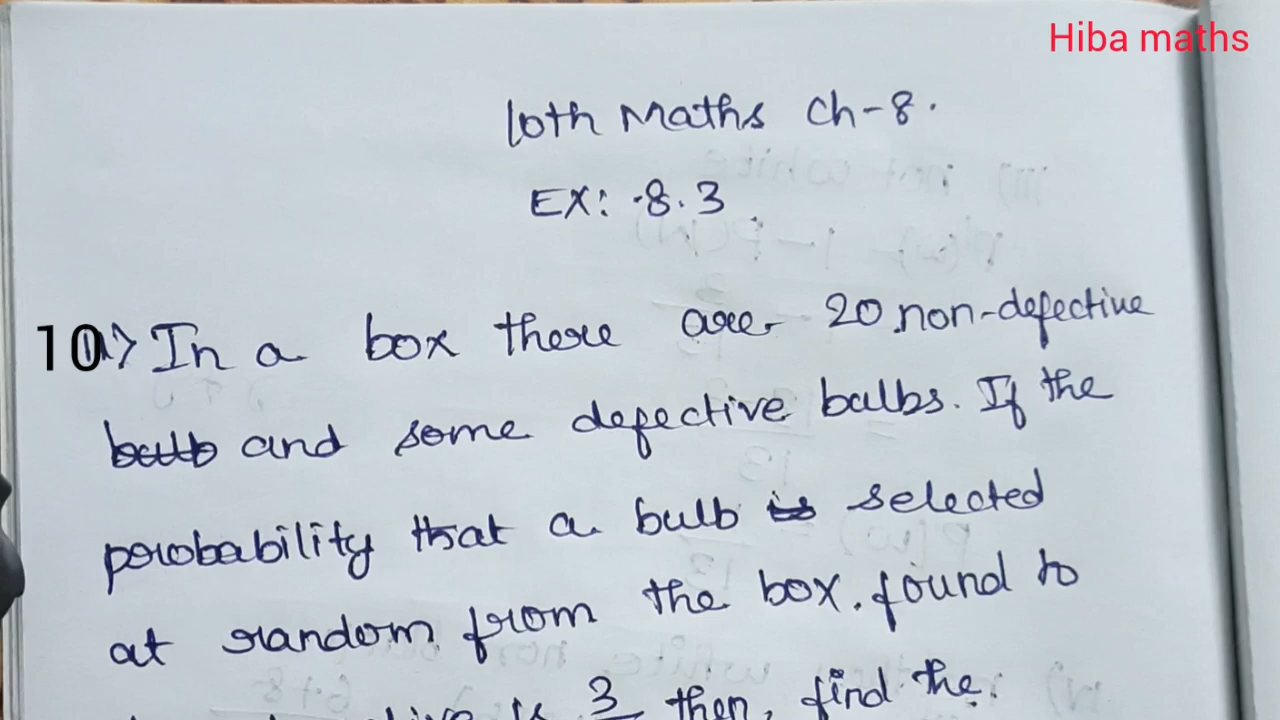 Hiba maths
10th Maths Ch-8.
EX: 8.3
10) In a box there are 20 non-defective
and some defective bulbs. If the
probability that a bulb selected
at random from the box found to
is 3 then, find the